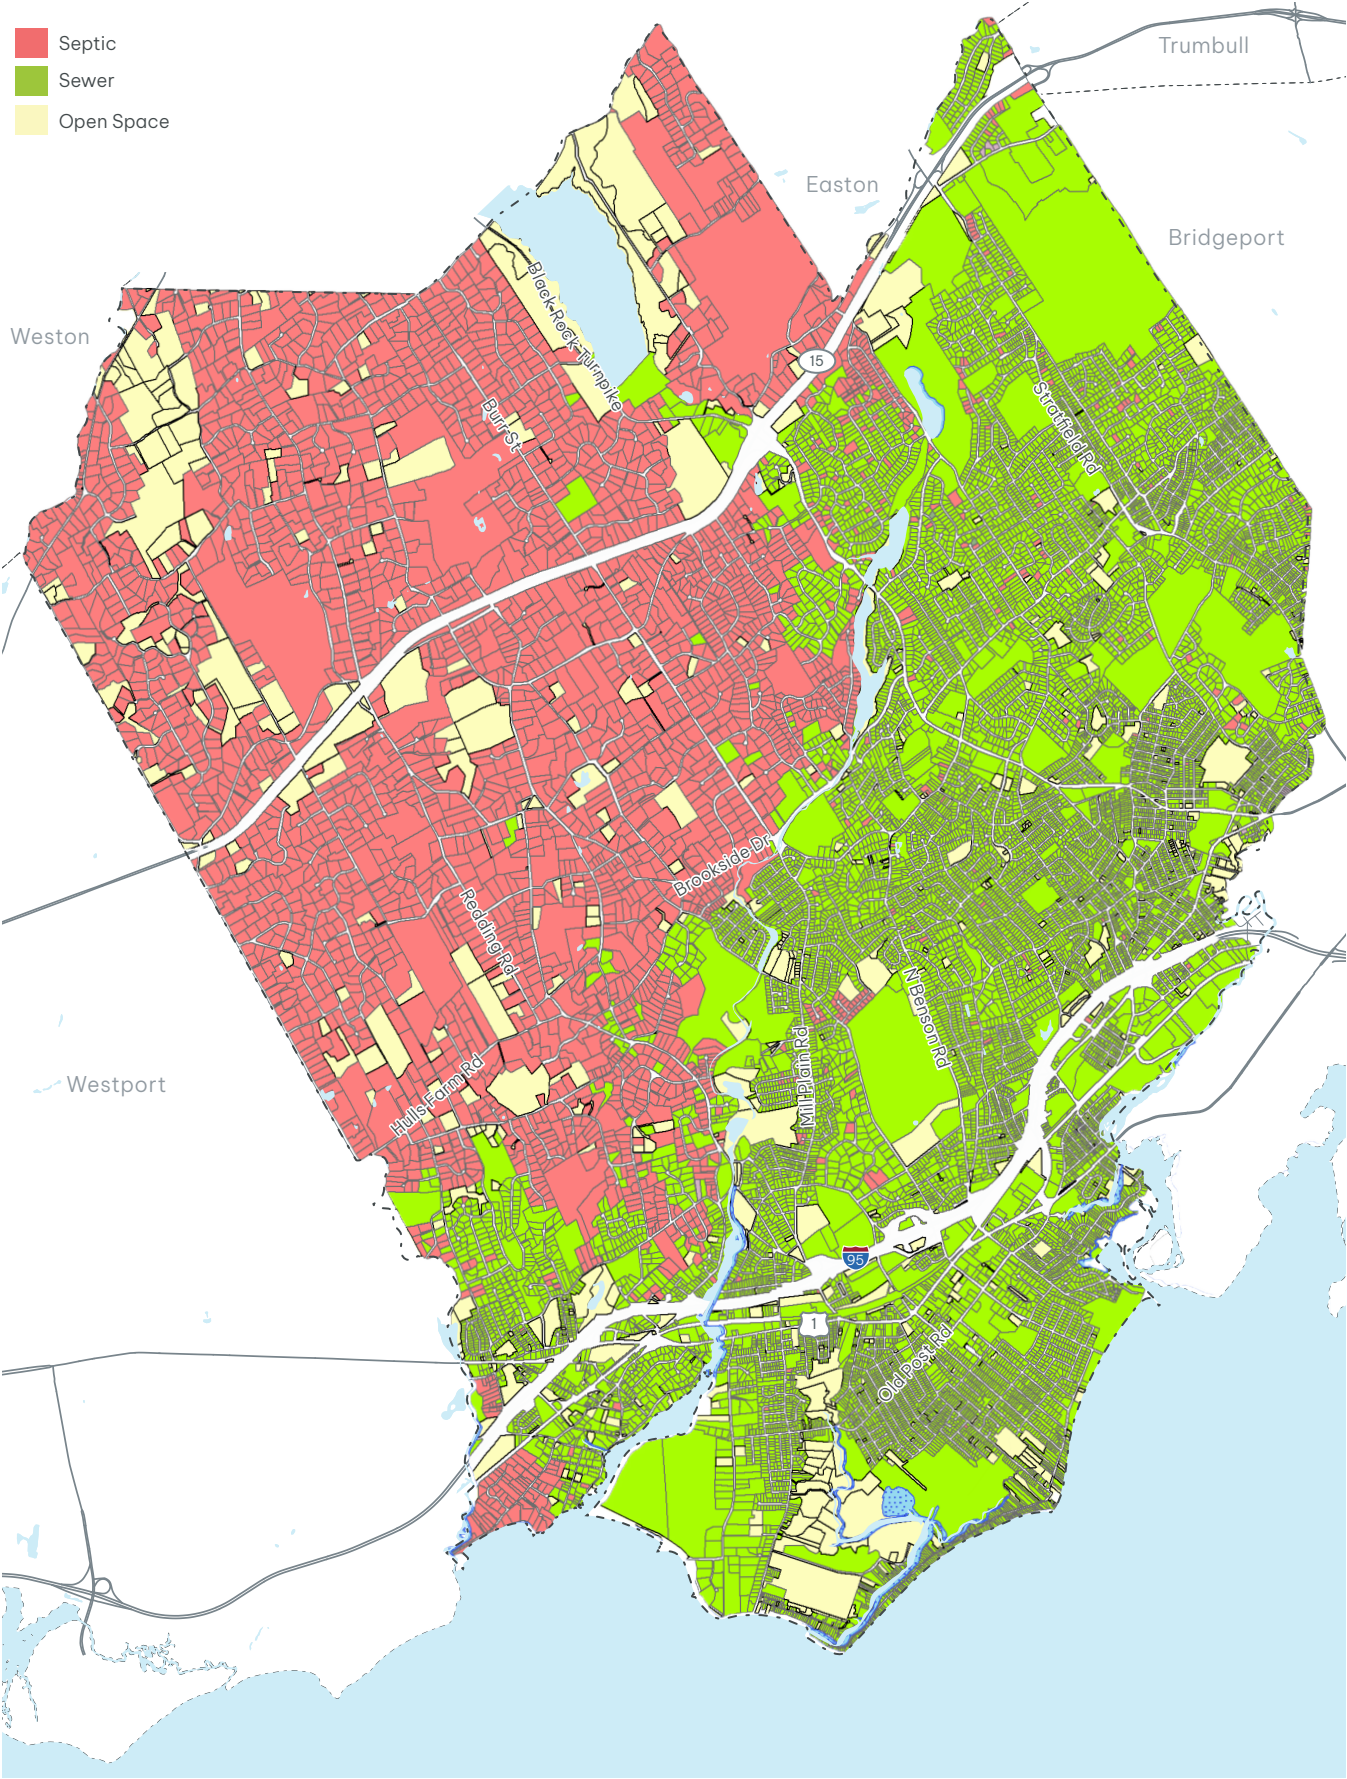 Septic
Sewer
Open Space
Trumbull
Easton
Bridgeport
Weston
Black Rock Turnpike
15
Burr St
Stratfield Rd
Brookside Dr
Redding Rd
N Benson Rd
Mill Plain Rd
Westport
Hulls Farm Rd
95
1
Old Post Rd